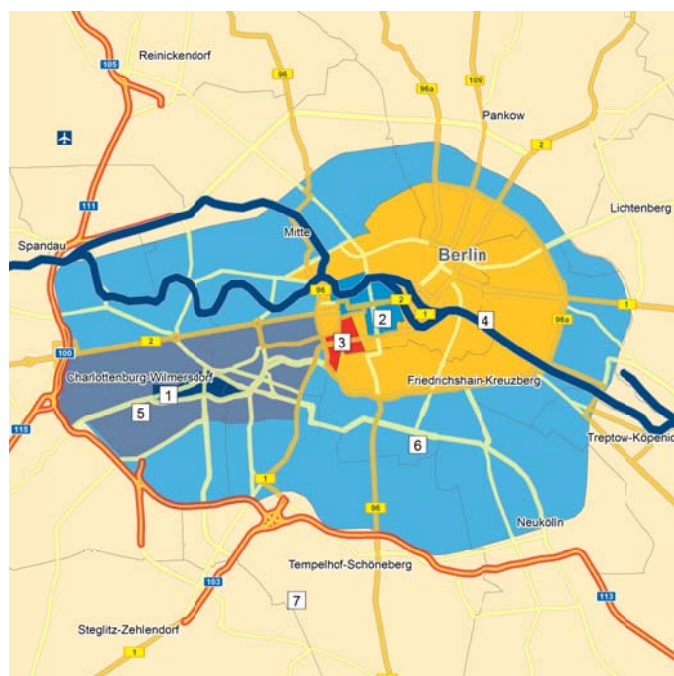 Reinickendorf
105
96
96a
109
Pankow
2
111
Lichtenberg
Spandau
Mitte
Berlin
96
2
1
2
4
1
96a
3
2
100
Charlottenburg-Wilmersdorf
1
Friedrichshain-Kreuzberg
5
115
6
Treptow-Köpenic
1
96
Neukölln
Tempelhof-Schöneberg
103
7
113
Steglitz-Zehlendorf
1
96